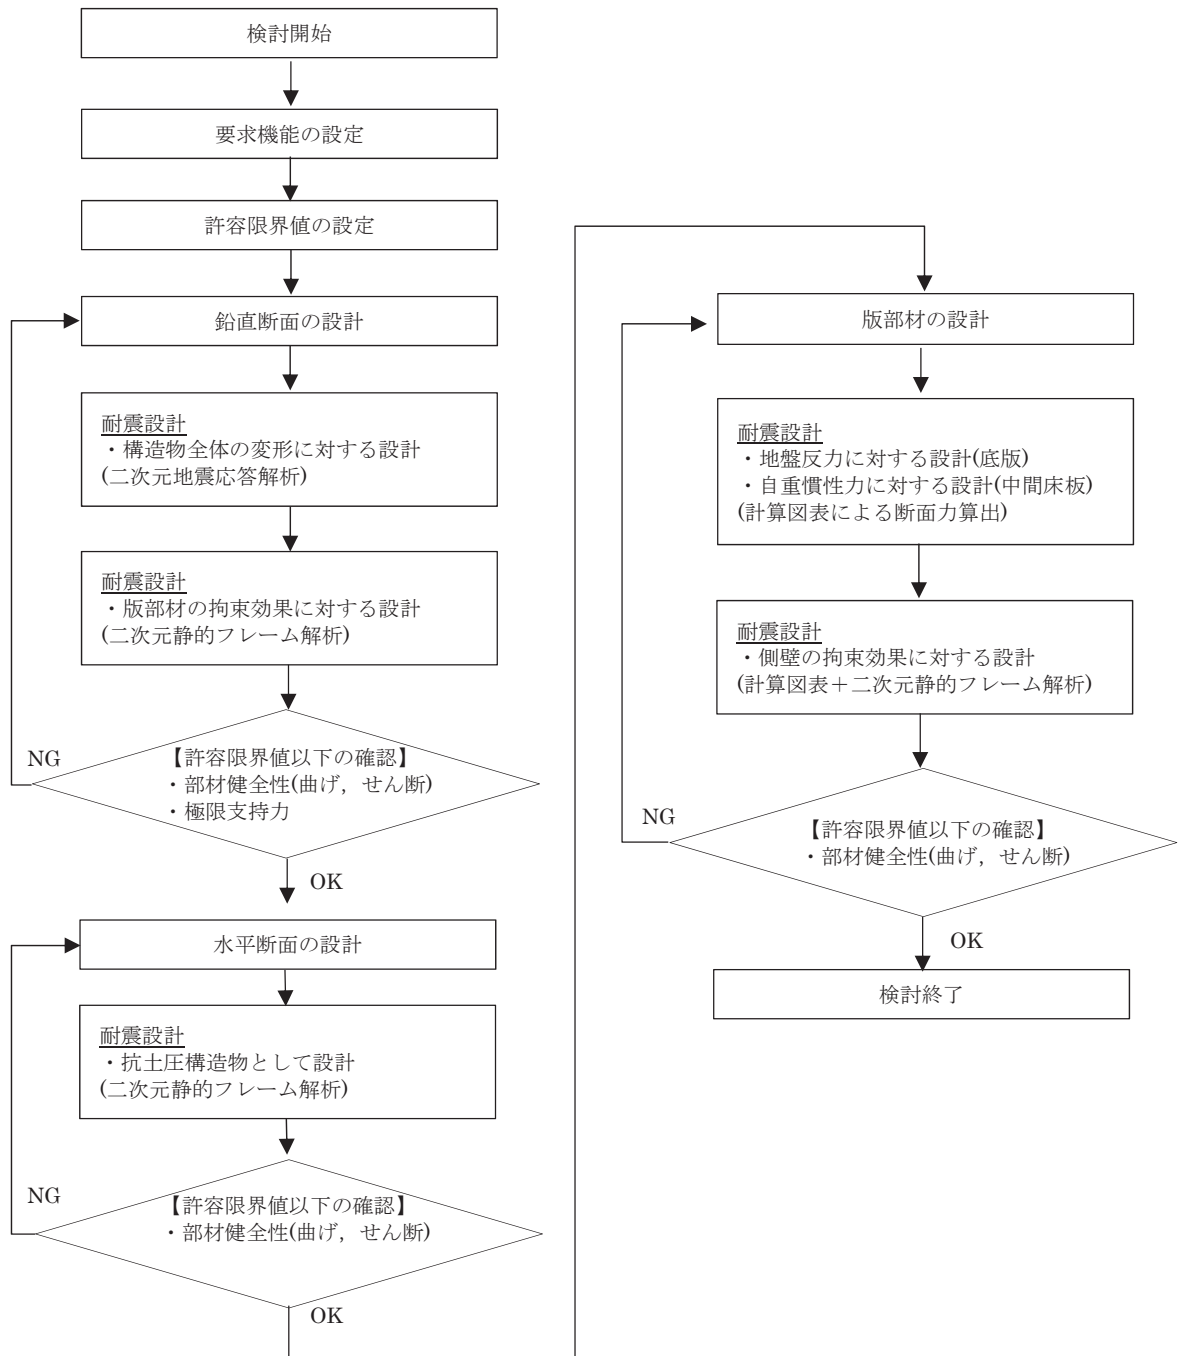 検討開始
要求機能の設定
許容限界値の設定
鉛直断面の設計
耐震設計
・構造物全体の変形に対する設計
(二次元地震応答解析)
耐震設計
・版部材の拘束効果に対する設計
(二次元静的フレーム解析)
NG
【許容限界値以下の確認】
・部材健全性(曲げ，せん断)
・極限支持力
OK
水平断面の設計
耐震設計
・抗土圧構造物として設計
(二次元静的フレーム解析)
NG
【許容限界値以下の確認】
・部材健全性(曲げ，せん断)
OK
版部材の設計
耐震設計
・地盤反力に対する設計(底版)
・自重慣性力に対する設計(中間床板)
(計算図表による断面力算出)
耐震設計
・側壁の拘束効果に対する設計
(計算図表＋二次元静的フレーム解析)
NG
【許容限界値以下の確認】
・部材健全性(曲げ，せん断)
OK
検討終了